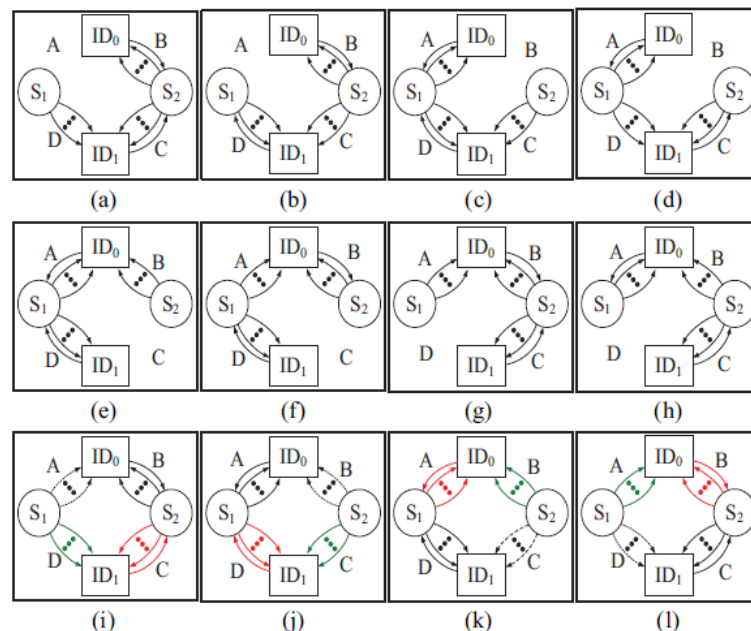 A ID₀ B A ID₀ B A ID₀ B A ID₀ B
S₁ S₂ S₁ S₂ S₁ S₂ S₁ S₂
D ID₁ C D ID₁ C D ID₁ C D ID₁ C
(a) (b) (c) (d)
A ID₀ B A ID₀ B A ID₀ B A ID₀ B
S₁ S₂ S₁ S₂ S₁ S₂ S₁ S₂
D ID₁ C D ID₁ C D ID₁ C D ID₁ C
(e) (f) (g) (h)
A ID₀ B A ID₀ B A ID₀ B A ID₀ B
S₁ S₂ S₁ S₂ S₁ S₂ S₁ S₂
D ID₁ C D ID₁ C D ID₁ C D ID₁ C
(i) (j) (k) (l)